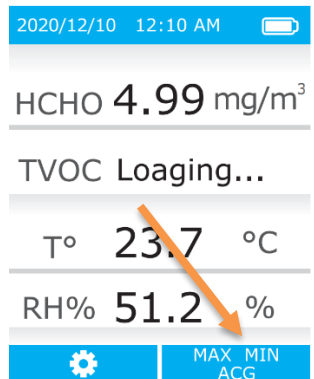 2020/12/10 12:10 AM
HCHO 4.99 mg/m³
TVOC Loaging...
T° 23.7 °C
RH% 51.2 %
MAX MIN
ACG